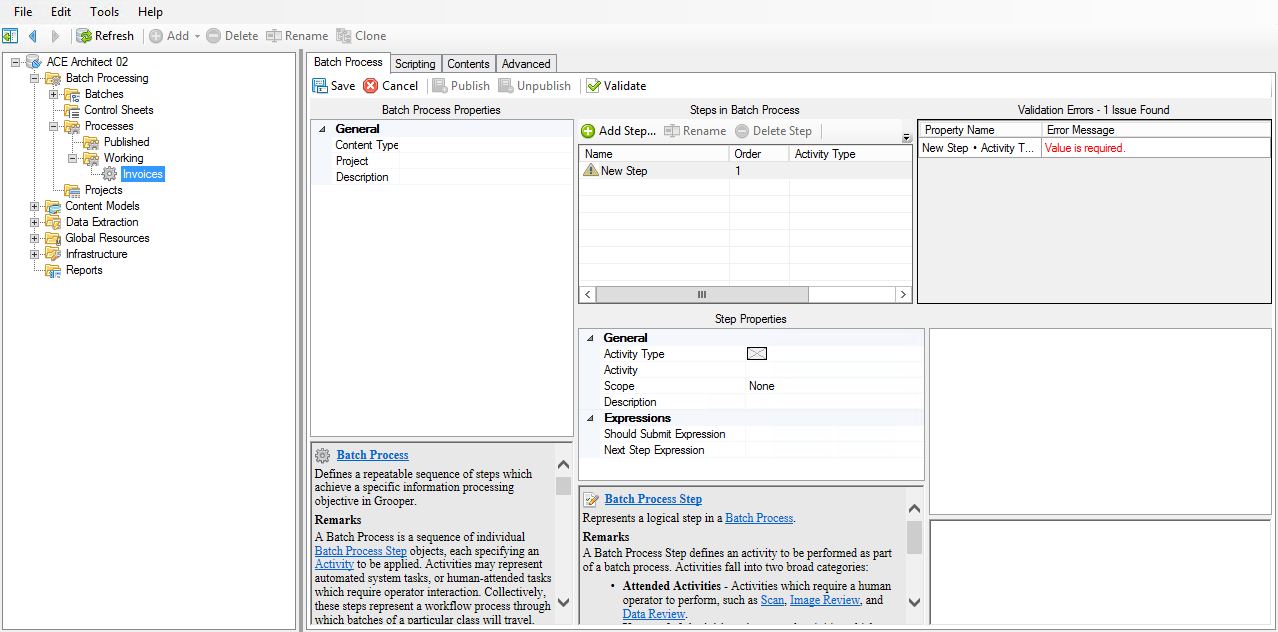 File Edit Tools Help
Refresh Add Delete Rename Clone
ACE Architect 02
Batch Processing
Batches
Control Sheets
Processes
Published
Working
Invoices
Projects
Content Models
Data Extraction
Global Resources
Infrastructure
Reports
Batch Process Scripting Contents Advanced
Save Cancel Publish Unpublish Validate
Batch Process Properties
General
Content Type
Project
Description
Batch Process
Defines a repeatable sequence of steps which
achieve a specific information processing
objective in Grooper.
Remarks
A Batch Process is a sequence of individual
Batch Process Step objects, each specifying an
Activity to be applied. Activities may represent
automated system tasks, or human-attended tasks
which require operator interaction. Collectively,
these steps represent a workflow process through
which batches of a particular class will travel.
Steps in Batch Process
Add Step... Rename Delete Step
Name Order Activity Type
New Step 1
Validation Errors - 1 Issue Found
Property Name Error Message
New Step • Activity T... Value is required.
Step Properties
General
Activity Type
Activity
Scope None
Description
Expressions
Should Submit Expression
Next Step Expression
Batch Process Step
Represents a logical step in a Batch Process.
Remarks
A Batch Process Step defines an activity to be performed as part
of a batch process. Activities fall into two broad categories:
• Attended Activities - Activities which require a human
operator to perform, such as Scan, Image Review, and
Data Review.